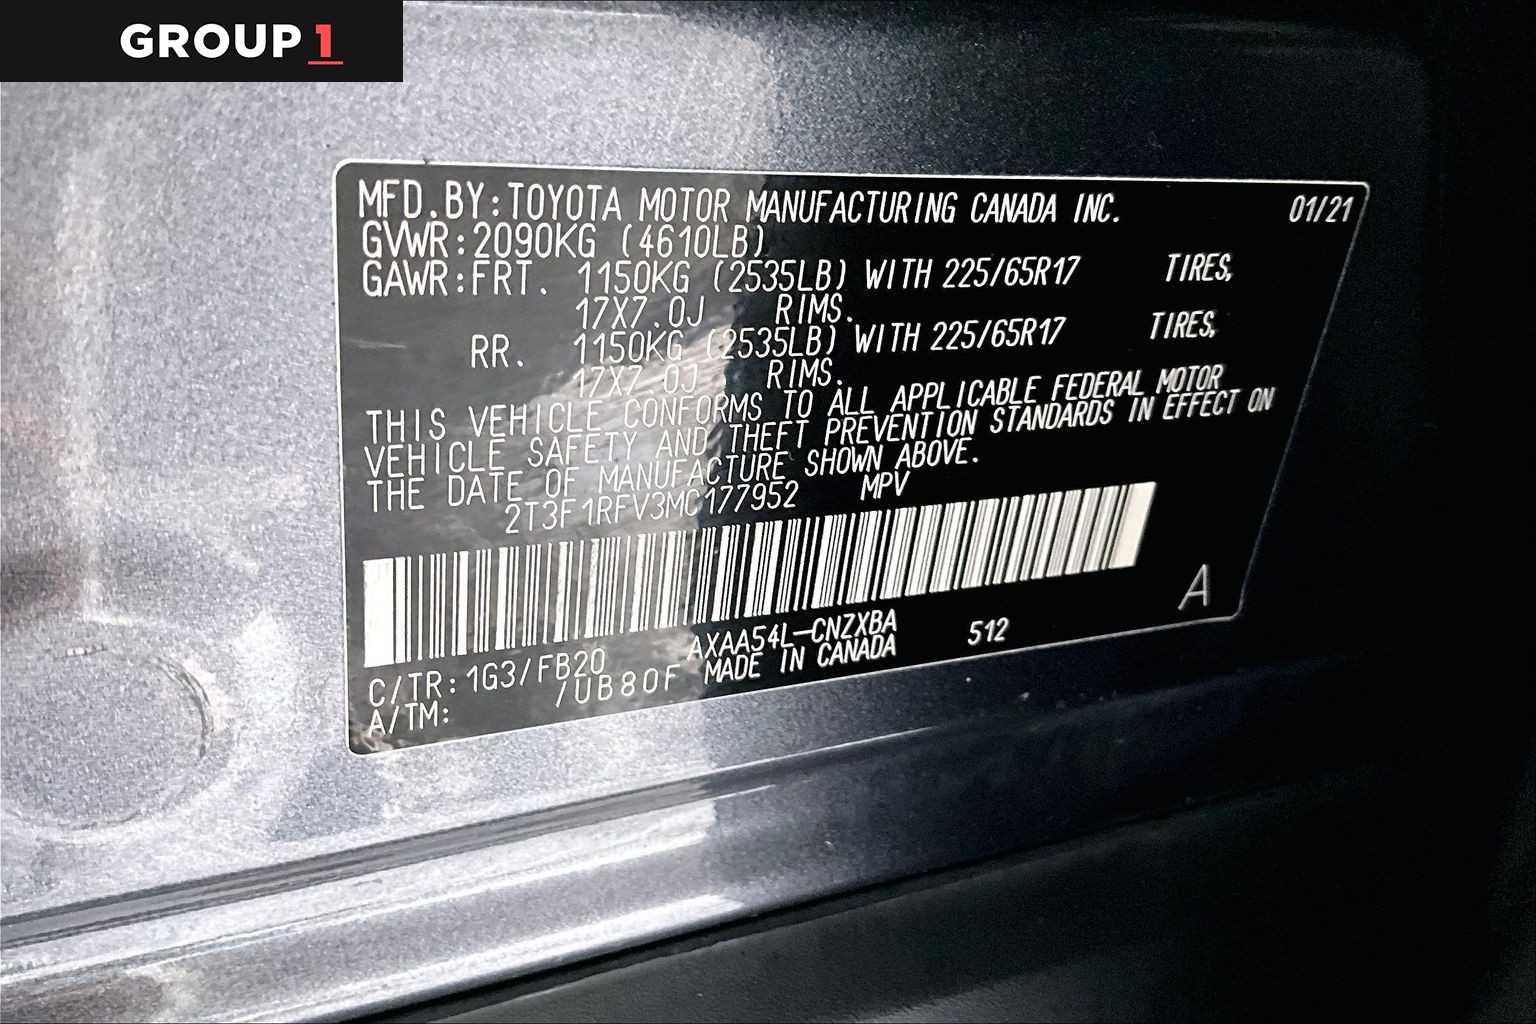 GROUP 1
MFD.BY:TOYOTA MOTOR MANUFACTURING CANADA INC. 01/21
GVWR:2090KG (4610LB)
GAWR:FRT. 1150KG (2535LB) WITH 225/65R17 TIRES,
17X7.0J RIMS.
RR. 1150KG (2535LB) WITH 225/65R17 TIRES,
17X7.0J RIMS.
THIS VEHICLE CONFORMS TO ALL APPLICABLE FEDERAL MOTOR
VEHICLE SAFETY AND THEFT PREVENTION STANDARDS IN EFFECT ON
THE DATE OF MANUFACTURE SHOWN ABOVE.
2T3F1RFV3MC177952 MPV
A
C/TR:1G3/FB20 AXAA54L-CNZXBA 512
A/TM: /UB80F MADE IN CANADA